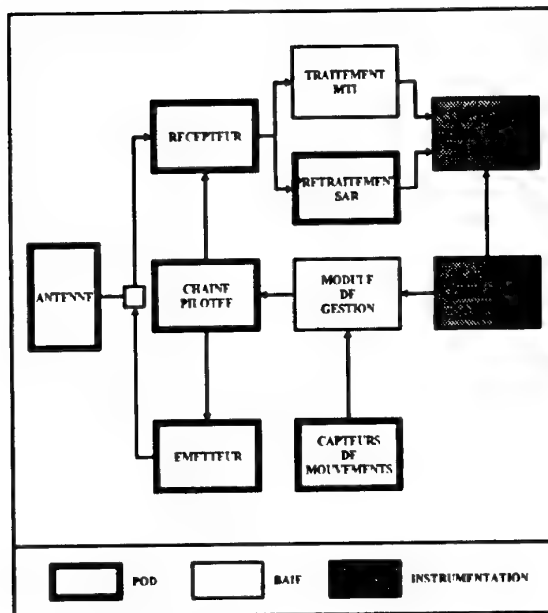 TRAITEMENT
MTI
RECEPTEUR
PRETRAITEMENT
SAR
ANTENNE
CHAINE
PILOTEE
MODULE
DE
GESTION
EMETTEUR
CAPTEURS
DE
MOUVEMENTS
POD
BAIE
INSTRUMENTATION